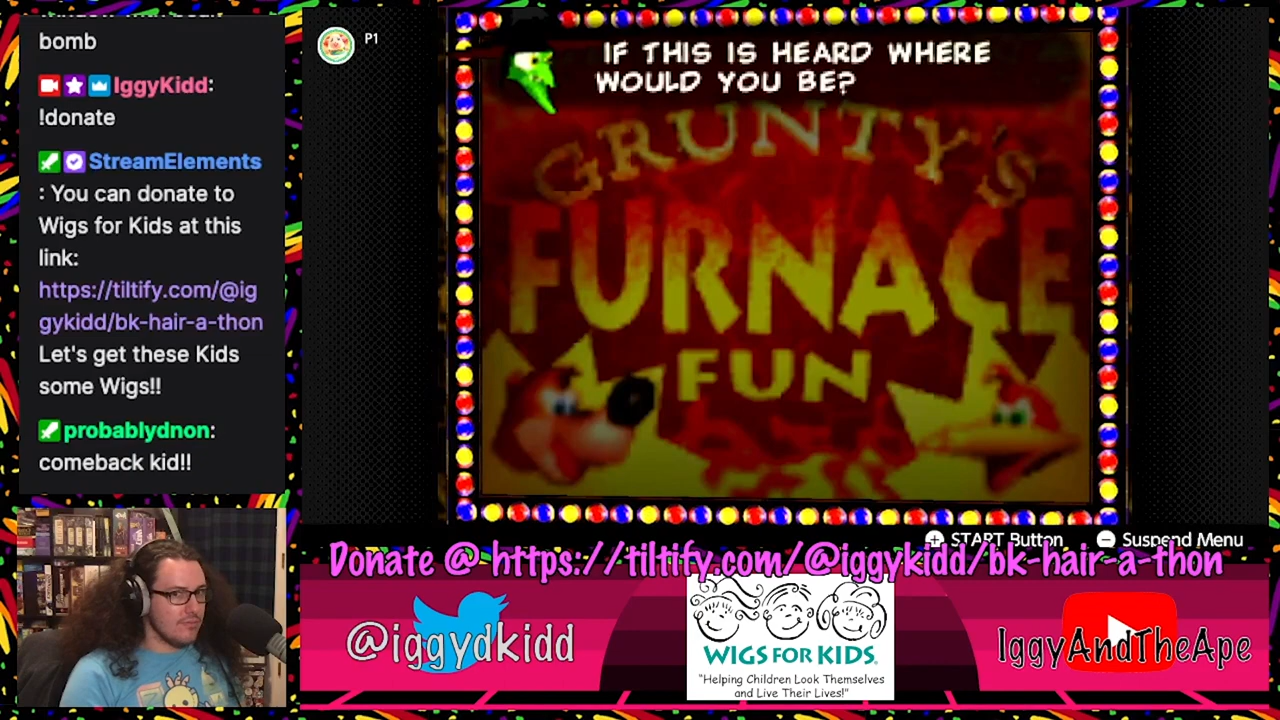 bomb
IggyKidd:
!donate
StreamElements
: You can donate to
Wigs for Kids at this
link:
https://tiltify.com/@ig
gykidd/bk-hair-a-thon
Let's get these Kids
some Wigs!!
probablydnon:
comeback kid!!
P1
IF THIS IS HEARD WHERE
WOULD YOU BE?
GRUNTY'S
FURNACE
FUN
START Button
Suspend Menu
Donate @ https://tiltify.com/@iggykidd/bk-hair-a-thon
@iggydkidd
WIGS FOR KIDS.
"Helping Children Look Themselves
and Live Their Lives!"
IggyAndTheApe